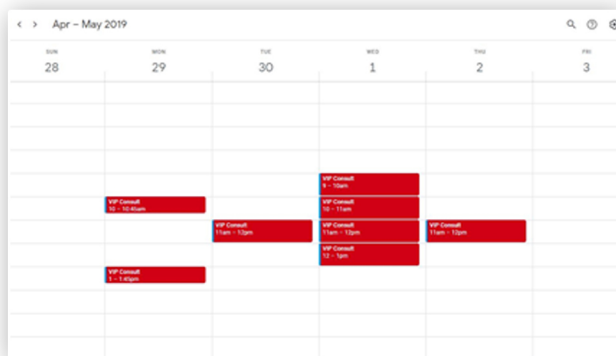 Apr – May 2019
SUN MON TUE WED THU FRI
28 29 30 1 2 3
VIP Consult
9 – 10am
VIP Consult
10 – 10:45am
VIP Consult
10 – 11am
VIP Consult
11am – 12pm
VIP Consult
11am – 12pm
VIP Consult
11am – 12pm
VIP Consult
12 – 1pm
VIP Consult
1 – 1:45pm